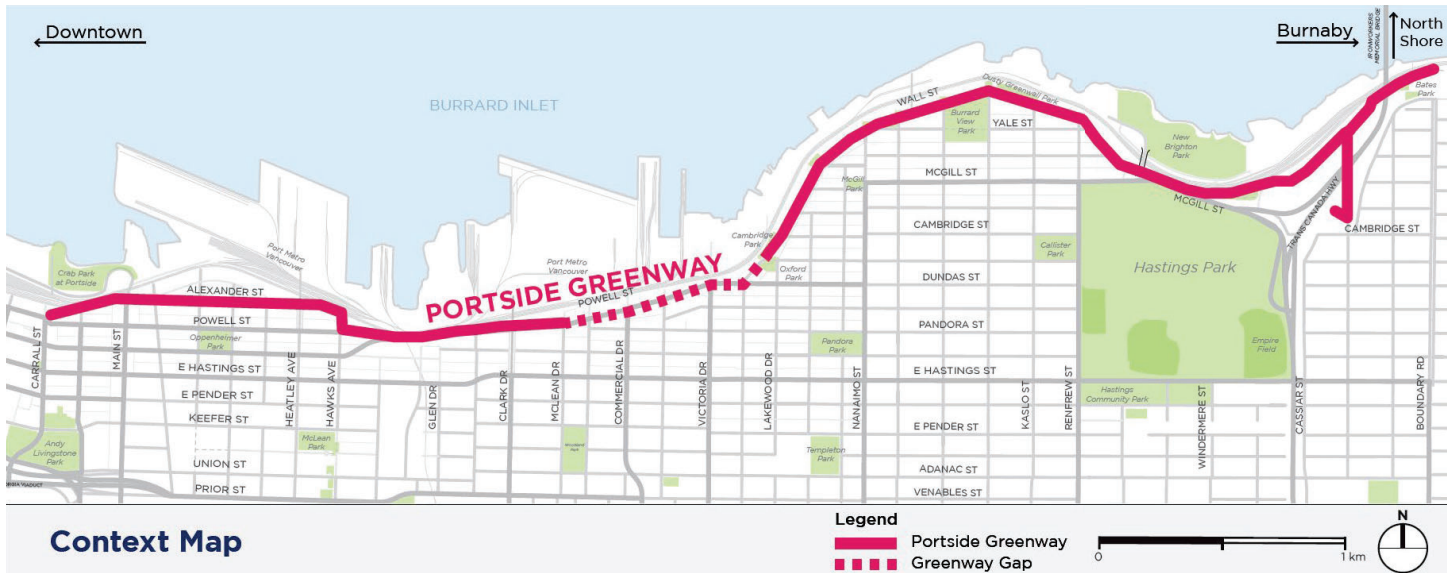 Downtown
Burnaby
IRONWORKERS
MEMORIAL BRIDGE
North
Shore
BURRARD INLET
WALL ST
Dusty Greenwell Park
Bates
Park
Burrard
View
Park
YALE ST
New
Brighton
Park
McGill
Park
MCGILL ST
MCGILL ST
TRANS CANADA HWY
CAMBRIDGE ST
CAMBRIDGE ST
Cambridge
Park
Callister
Park
Port Metro
Vancouver
Port Metro
Vancouver
Crab Park
at Portside
Oxford
Park
DUNDAS ST
Hastings Park
PORTSIDE GREENWAY
POWELL ST
ALEXANDER ST
POWELL ST
Oppenheimer
Park
PANDORA ST
Pandora
Park
Empire
Field
CARRALL ST
MAIN ST
E HASTINGS ST
E HASTINGS ST
HEATLEY AVE
HAWKS AVE
GLEN DR
CLARK DR
MCLEAN DR
COMMERCIAL DR
VICTORIA DR
LAKEWOOD DR
NANAIMO ST
KASLO ST
RENFREW ST
WINDERMERE ST
CASSIAR ST
BOUNDARY RD
Hastings
Community Park
E PENDER ST
KEEFER ST
E PENDER ST
McLean
Park
Andy
Livingstone
Park
Templeton
Park
UNION ST
ADANAC ST
PRIOR ST
VENABLES ST
Context Map
Legend
Portside Greenway
Greenway Gap
0
1 km
N